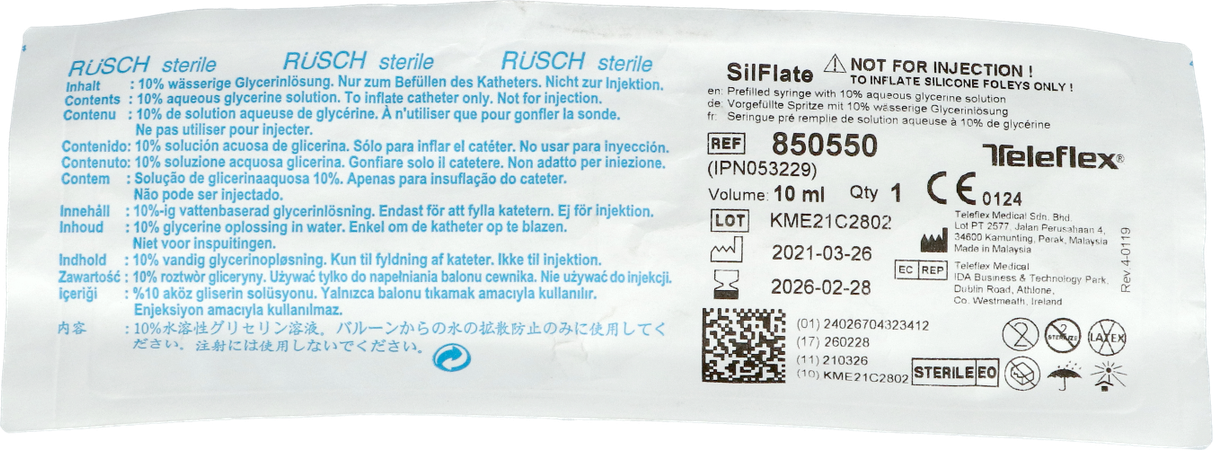 RÜSCH sterile RÜSCH sterile RÜSCH sterile
Inhalt : 10% wässerige Glycerinlösung. Nur zum Befüllen des Katheters. Nicht zur Injektion.
Contents : 10% aqueous glycerine solution. To inflate catheter only. Not for injection.
Contenu : 10% de solution aqueuse de glycérine. À n'utiliser que pour gonfler la sonde.
Ne pas utiliser pour injecter.
Contenido: 10% solución acuosa de glicerina. Sólo para inflar el catéter. No usar para inyección.
Contenuto: 10% soluzione acquosa glicerina. Gonfiare solo il catetere. Non adatto per iniezione.
Contem : Solução de glicerinaaquosa 10%. Apenas para insuflação do cateter.
Não pode ser injectado.
Innehåll : 10%-ig vattenbaserad glycerinlösning. Endast för att fylla katetern. Ej för injektion.
Inhoud : 10% glycerine oplossing in water. Enkel om de katheter op te blazen.
Niet voor inspuitingen.
Indhold : 10% vandig glycerinopløsning. Kun til fyldning af kateter. Ikke til injektion.
Zawartość : 10% roztwór gliceryny. Używać tylko do napełniania balonu cewnika. Nie używać do injekcji.
içeriği : %10 aköz gliserin solüsyonu. Yalnızca balonu tıkamak amacıyla kullanılır.
Enjeksiyon amacıyla kullanılmaz.
内容 : 10%水溶性グリセリン溶液。バルーンからの水の拡散防止のみに使用してく
ださい。注射には使用しないでください。
SilFlate ⚠ NOT FOR INJECTION !
TO INFLATE SILICONE FOLEYS ONLY !
en: Prefilled syringe with 10% aqueous glycerine solution
de: Vorgefüllte Spritze mit 10% wässerige Glycerinlösung
fr: Seringue pré remplie de solution aqueuse à 10% de glycérine
REF 850550
(IPN053229)
Teleflex®
Volume: 10 ml Qty 1
CE 0124
LOT KME21C2802
2021-03-26
2026-02-28
Teleflex Medical Sdn. Bhd.
Lot PT 2577, Jalan Perusahaan 4,
34600 Kamunting, Perak, Malaysia
Made in Malaysia
EC REP Teleflex Medical
IDA Business & Technology Park,
Dublin Road, Athlone,
Co. Westmeath, Ireland
Rev 4-0119
(01) 24026704323412
(17) 260228
(11) 210326
(10) KME21C2802
STERILE EO
2
2 STERILIZE
LATEX